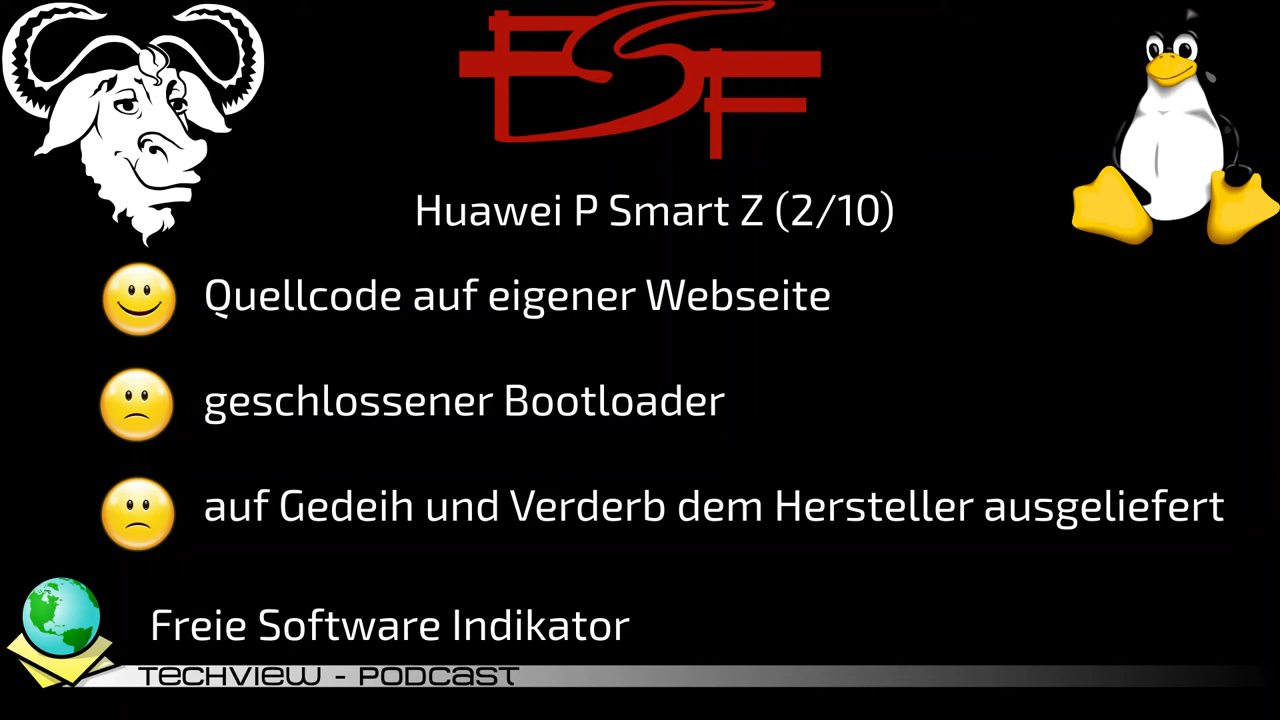 FSF
Huawei P Smart Z (2/10)
Quellcode auf eigener Webseite
geschlossener Bootloader
auf Gedeih und Verderb dem Hersteller ausgeliefert
Freie Software Indikator
TECHVIEW - PODCAST